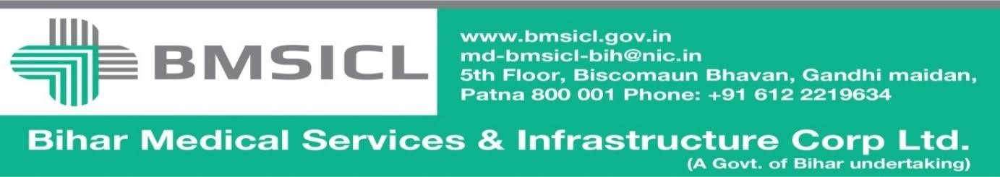 BMSICL
www.bmsicl.gov.in
md-bmsicl-bih@nic.in
5th Floor, Biscomaun Bhavan, Gandhi maidan,
Patna 800 001 Phone: +91 612 2219634
Bihar Medical Services & Infrastructure Corp Ltd.
(A Govt. of Bihar undertaking)